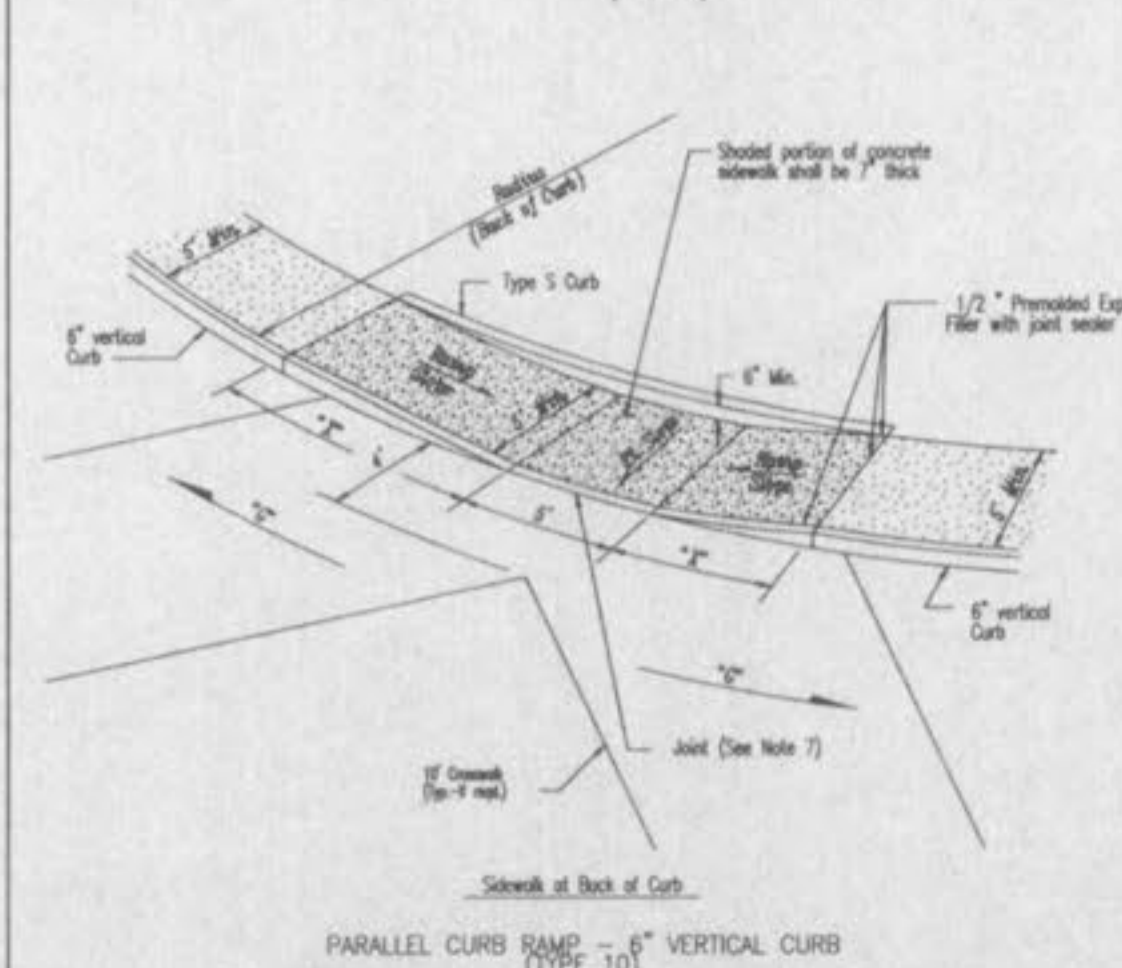 Shaded portion of concrete
sidewalk shall be 7" thick
Radius
(Back of Curb)
5' Min.
Type S Curb
1/2 " Premolded Exp
Filler with joint sealer
6" vertical
Curb
6" Min.
Ramp
Slope
5' Min.
Ramp
Slope
5' Min.
"X"
"G"
5'
"X"
6" vertical
Curb
"G"
Joint (See Note 7)
10' Crosswalk
Sidewalk at Back of Curb
PARALLEL CURB RAMP - 6" VERTICAL CURB
(TYPE 10)